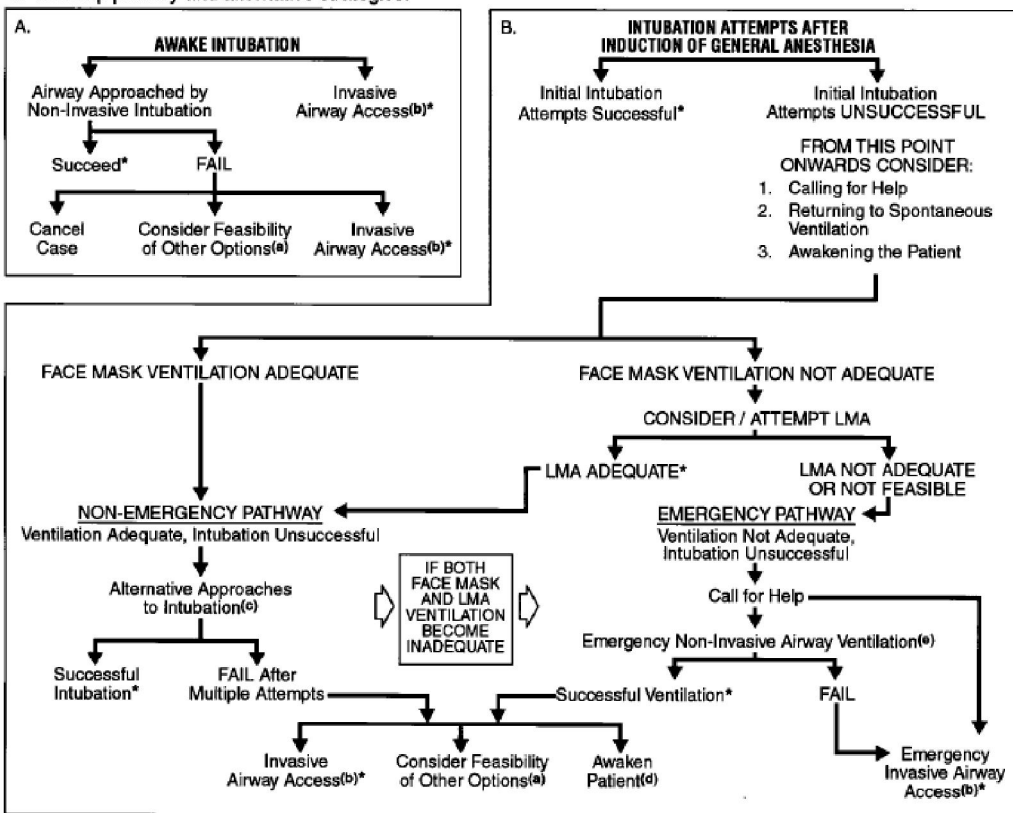 A.
AWAKE INTUBATION
Airway Approached by
Non-Invasive Intubation
Invasive
Airway Access(b)*
Succeed*
FAIL
Cancel
Case
Consider Feasibility
of Other Options(a)
Invasive
Airway Access(b)*
B.
INTUBATION ATTEMPTS AFTER
INDUCTION OF GENERAL ANESTHESIA
Initial Intubation
Attempts Successful*
Initial Intubation
Attempts UNSUCCESSFUL
FROM THIS POINT
ONWARDS CONSIDER:
1. Calling for Help
2. Returning to Spontaneous
Ventilation
3. Awakening the Patient
FACE MASK VENTILATION ADEQUATE
FACE MASK VENTILATION NOT ADEQUATE
CONSIDER / ATTEMPT LMA
LMA ADEQUATE*
LMA NOT ADEQUATE
OR NOT FEASIBLE
NON-EMERGENCY PATHWAY
Ventilation Adequate, Intubation Unsuccessful
EMERGENCY PATHWAY
Ventilation Not Adequate,
Intubation Unsuccessful
Alternative Approaches
to Intubation(c)
IF BOTH
FACE MASK
AND LMA
VENTILATION
BECOME
INADEQUATE
Call for Help
Emergency Non-Invasive Airway Ventilation(e)
Successful
Intubation*
FAIL After
Multiple Attempts
Successful Ventilation*
FAIL
Invasive
Airway Access(b)*
Consider Feasibility
of Other Options(a)
Awaken
Patient(d)
Emergency
Invasive Airway
Access(b)*